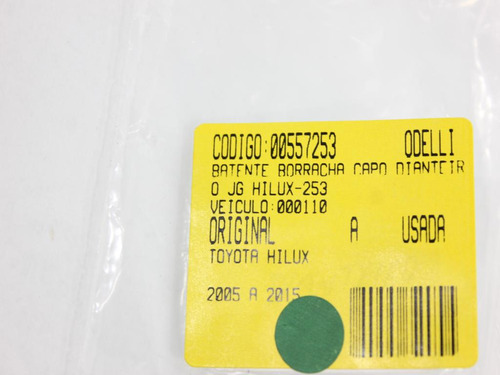 CODIGO:00557253 ODELLI
BATENTE BORRACHA CAPO DIANTEIR
O JG HILUX-253
VEICULO:000110
ORIGINAL A USADA
TOYOTA HILUX
2005 A 2015